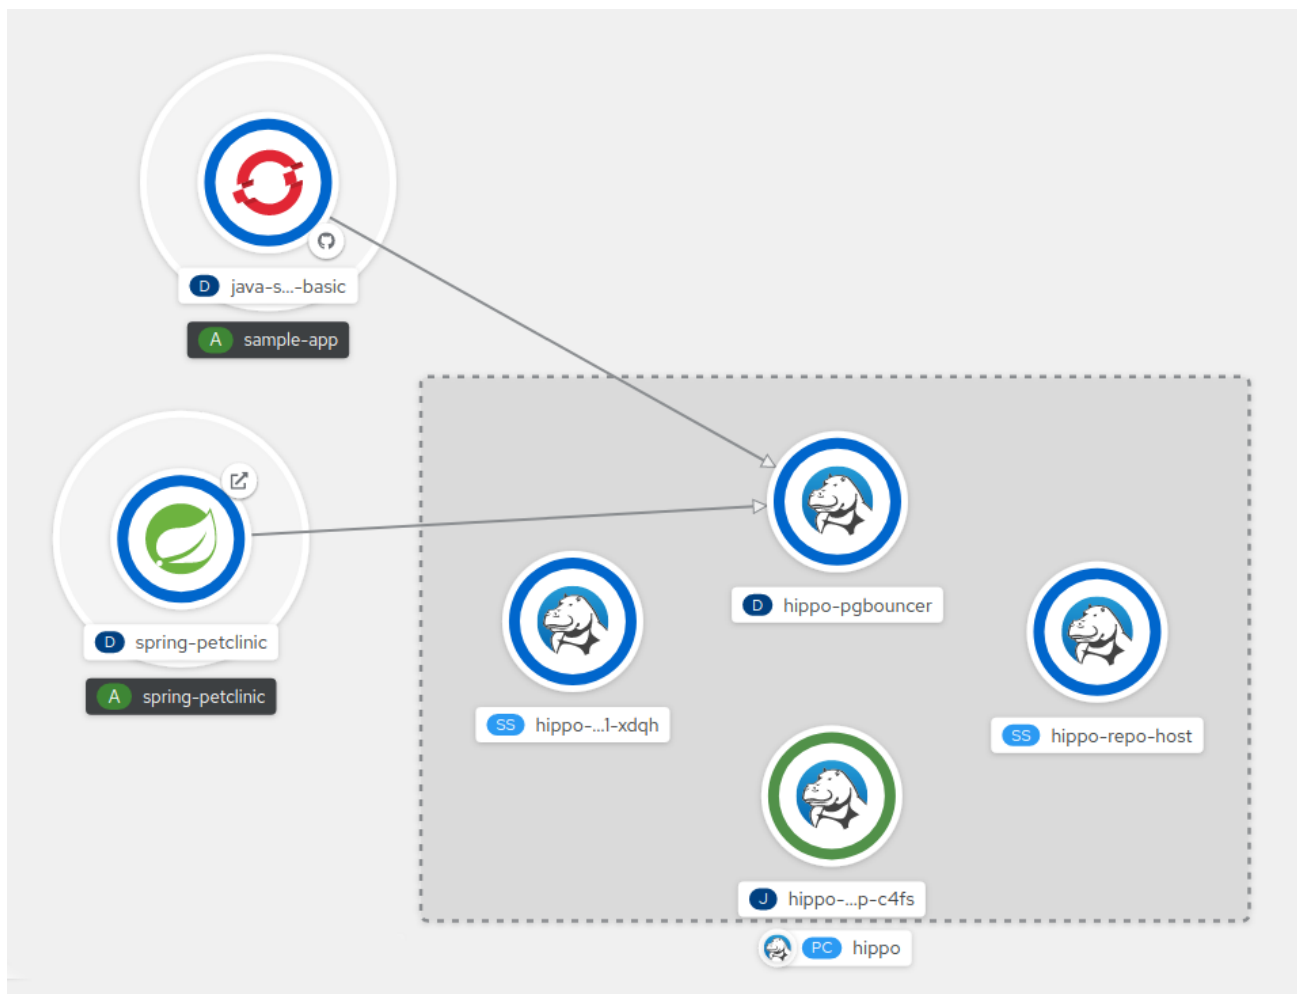 D java-s...-basic
A sample-app
D spring-petclinic
A spring-petclinic
D hippo-pgbouncer
SS hippo-...1-xdqh
SS hippo-repo-host
J hippo-...p-c4fs
PC hippo